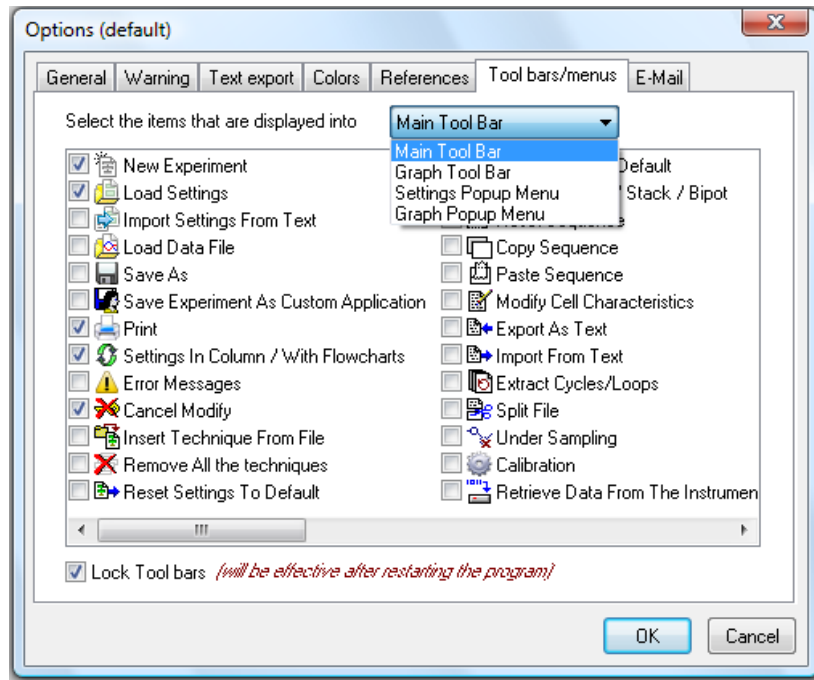 Options (default)
General Warning Text export Colors References Tool bars/menus E-Mail
Select the items that are displayed into Main Tool Bar
Main Tool Bar
Graph Tool Bar
Settings Popup Menu
Graph Popup Menu
New Experiment
Load Settings
Import Settings From Text
Load Data File
Save As
Save Experiment As Custom Application
Print
Settings In Column / With Flowcharts
Error Messages
Cancel Modify
Insert Technique From File
Remove All the techniques
Reset Settings To Default
Default
/ Stack / Bipot
Sequence
Copy Sequence
Paste Sequence
Modify Cell Characteristics
Export As Text
Import From Text
Extract Cycles/Loops
Split File
Under Sampling
Calibration
Retrieve Data From The Instrumen
Lock Tool bars (will be effective after restarting the program)
OK Cancel